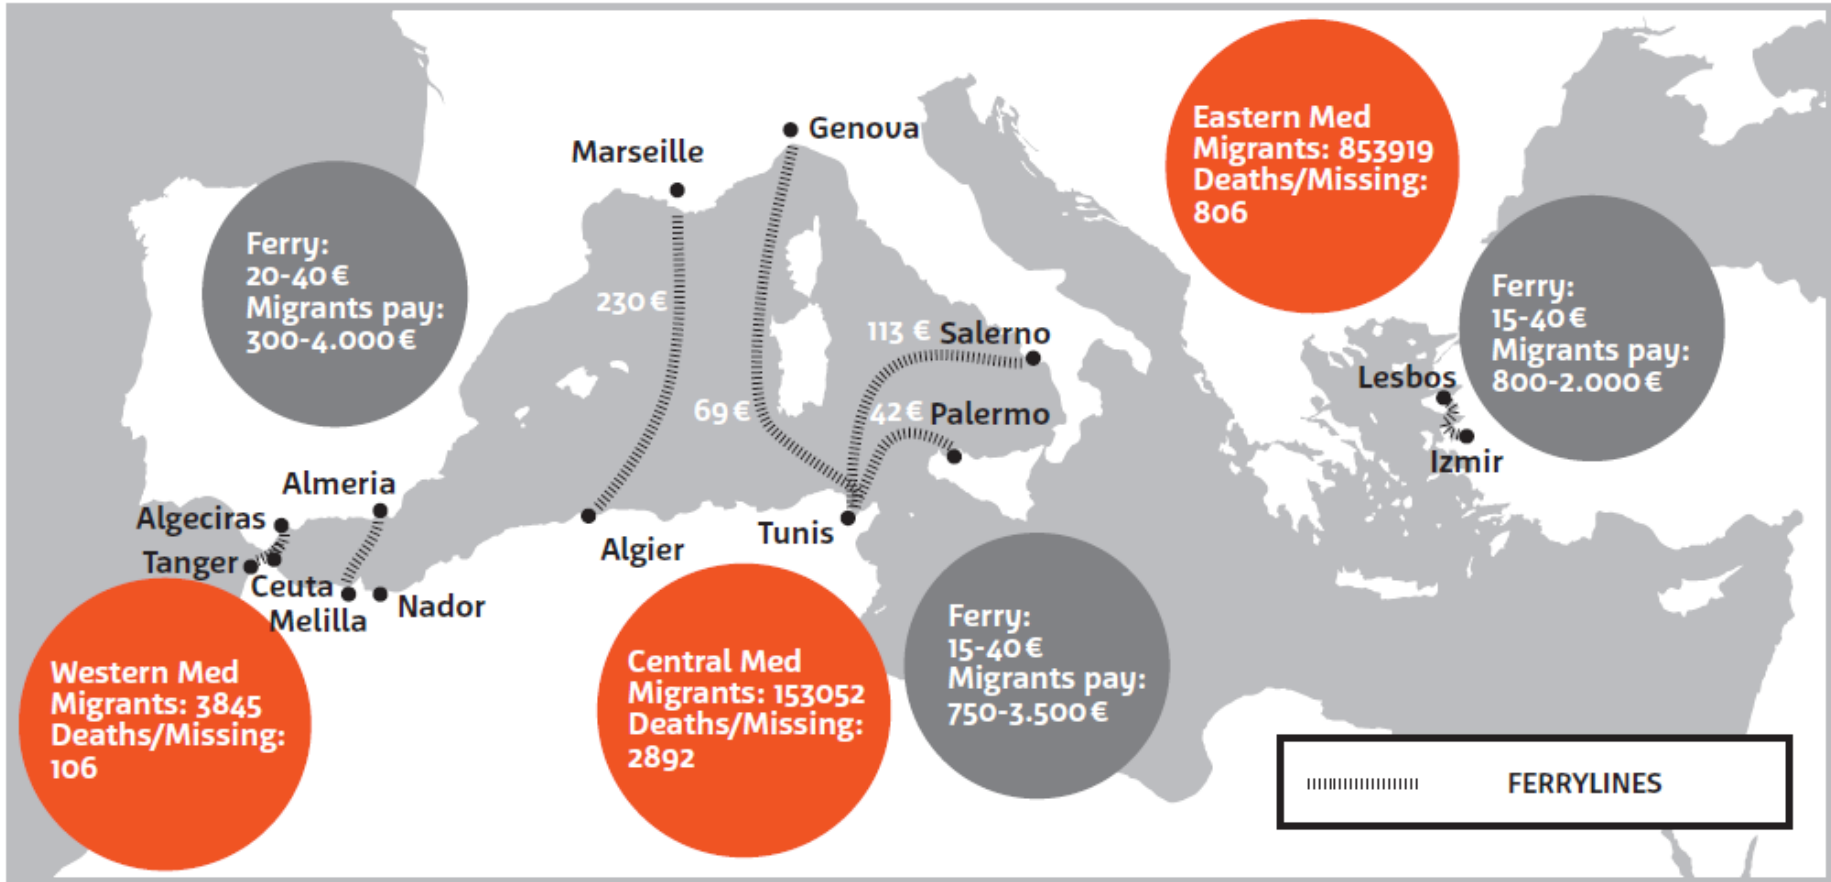 Genova
Marseille
Eastern Med
Migrants: 853919
Deaths/Missing:
806
Ferry:
20-40 €
Migrants pay:
300-4.000 €
230 €
113 € Salerno
Ferry:
15-40 €
Migrants pay:
800-2.000 €
Lesbos
69 €
42 € Palermo
Izmir
Almeria
Algeciras
Tunis
Algier
Tanger
Ceuta
Melilla
Nador
Western Med
Migrants: 3845
Deaths/Missing:
106
Central Med
Migrants: 153052
Deaths/Missing:
2892
Ferry:
15-40 €
Migrants pay:
750-3.500 €
FERRYLINES